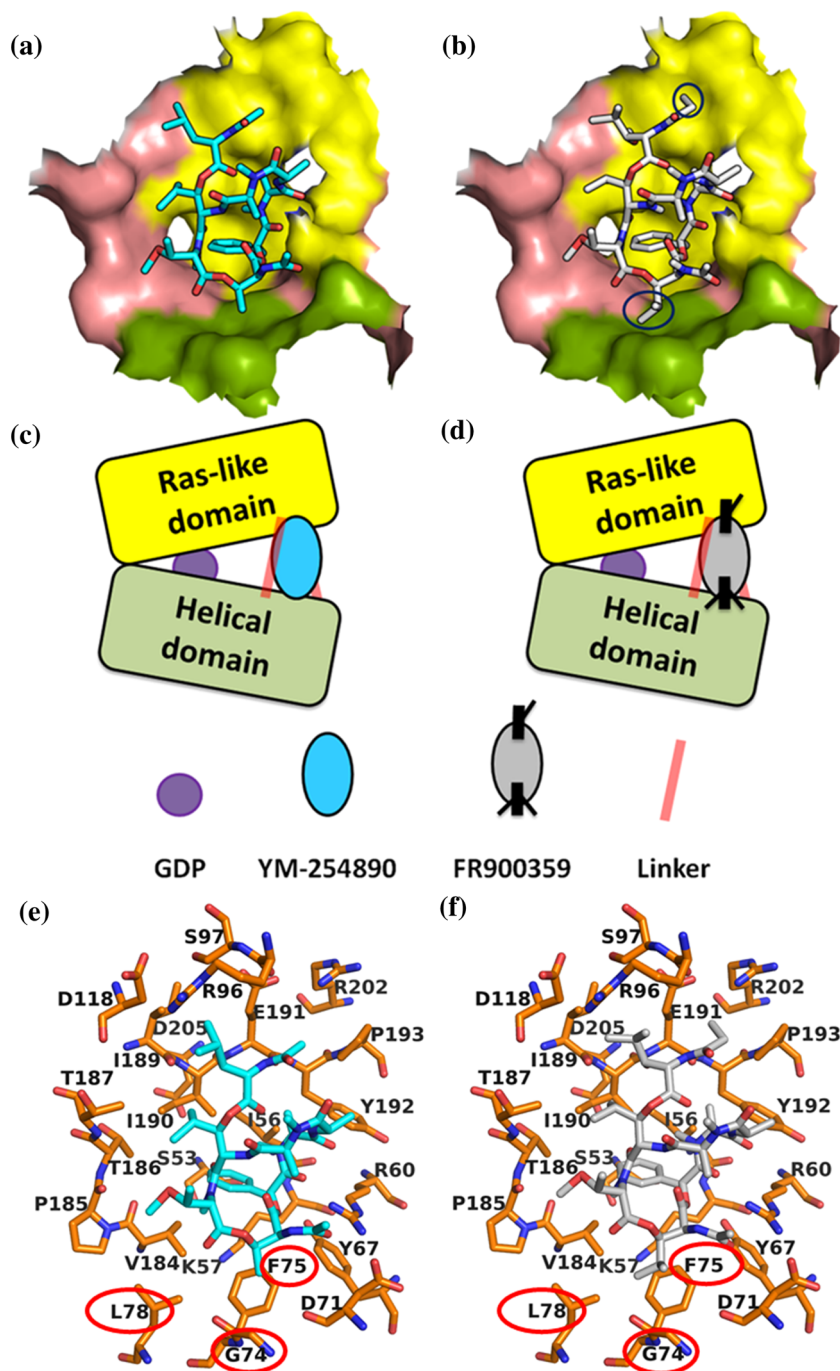 (a)
(b)
(c)
(d)
Ras-like
domain
Helical
domain
Ras-like
domain
Helical
domain
GDP
YM-254890
FR900359
Linker
(e)
S97
D118
R96
R202
D205
E191
I189
P193
T187
I190
I56
Y192
T186
S53
R60
P185
V184
K57
F75
Y67
L78
D71
G74
(f)
S97
D118
R96
R202
D205
E191
I189
P193
T187
I190
I56
Y192
T186
S53
R60
P185
V184
K57
F75
Y67
L78
D71
G74